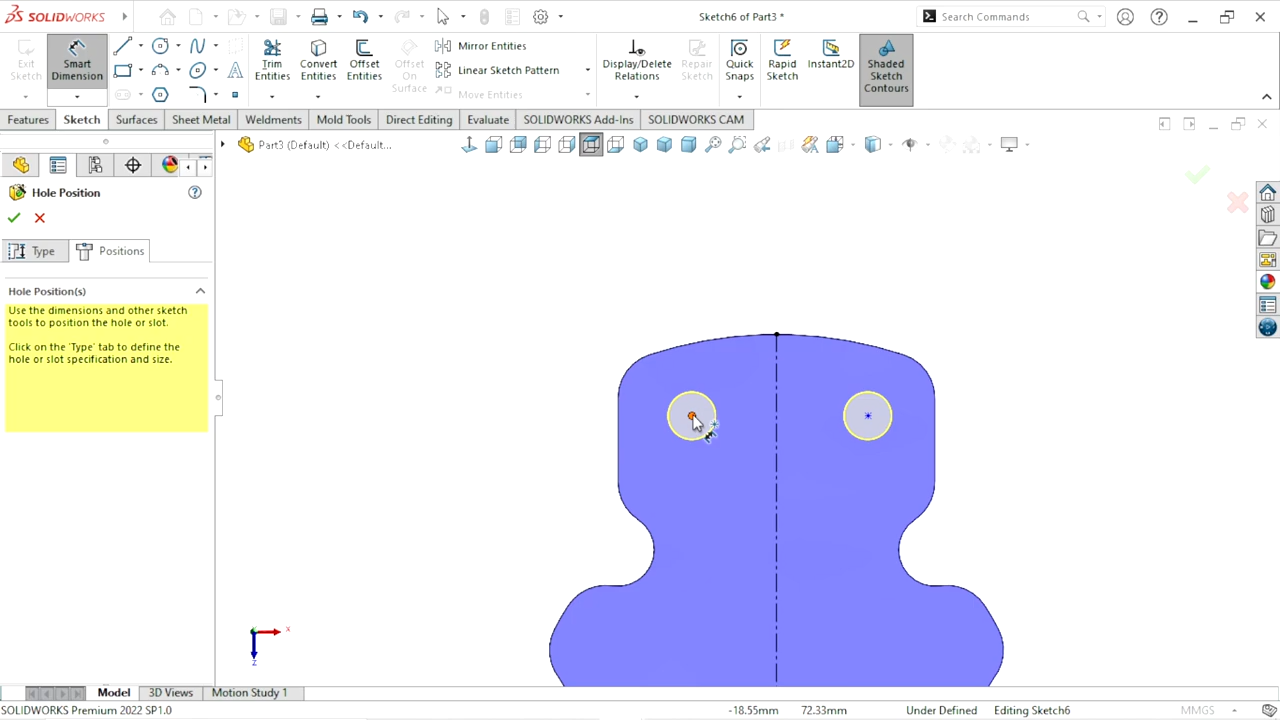 SOLIDWORKS
Sketch6 of Part3 *
Search Commands
Exit
Sketch
Smart
Dimension
Trim
Entities
Convert
Entities
Offset
Entities
Offset
On
Surface
Mirror Entities
Linear Sketch Pattern
Move Entities
Display/Delete
Relations
Repair
Sketch
Quick
Snaps
Rapid
Sketch
Instant2D
Shaded
Sketch
Contours
Features
Sketch
Surfaces
Sheet Metal
Weldments
Mold Tools
Direct Editing
Evaluate
SOLIDWORKS Add-Ins
SOLIDWORKS CAM
Part3 (Default) <<Default...
Hole Position
Type
Positions
Hole Position(s)
Use the dimensions and other sketch
tools to position the hole or slot.
Click on the 'Type' tab to define the
hole or slot specification and size.
x
z
Model
3D Views
Motion Study 1
SOLIDWORKS Premium 2022 SP1.0
-18.55mm
72.33mm
Under Defined
Editing Sketch6
MMGS